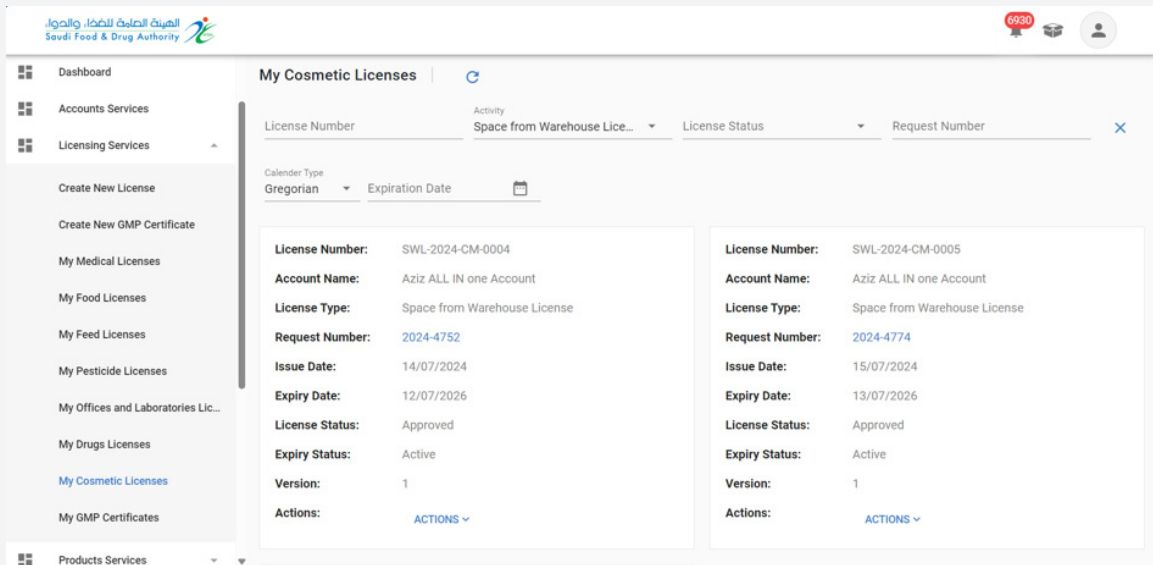 الهيئة العامة للغذاء والدواء
Saudi Food & Drug Authority
6930
Dashboard
Accounts Services
Licensing Services
Create New License
Create New GMP Certificate
My Medical Licenses
My Food Licenses
My Feed Licenses
My Pesticide Licenses
My Offices and Laboratories Lic...
My Drugs Licenses
My Cosmetic Licenses
My GMP Certificates
Products Services
My Cosmetic Licenses
License Number
Activity
Space from Warehouse Lice...
License Status
Request Number
Calender Type
Gregorian
Expiration Date
License Number: SWL-2024-CM-0004
Account Name: Aziz ALL IN one Account
License Type: Space from Warehouse License
Request Number: 2024-4752
Issue Date: 14/07/2024
Expiry Date: 12/07/2026
License Status: Approved
Expiry Status: Active
Version: 1
Actions: ACTIONS
License Number: SWL-2024-CM-0005
Account Name: Aziz ALL IN one Account
License Type: Space from Warehouse License
Request Number: 2024-4774
Issue Date: 15/07/2024
Expiry Date: 13/07/2026
License Status: Approved
Expiry Status: Active
Version: 1
Actions: ACTIONS